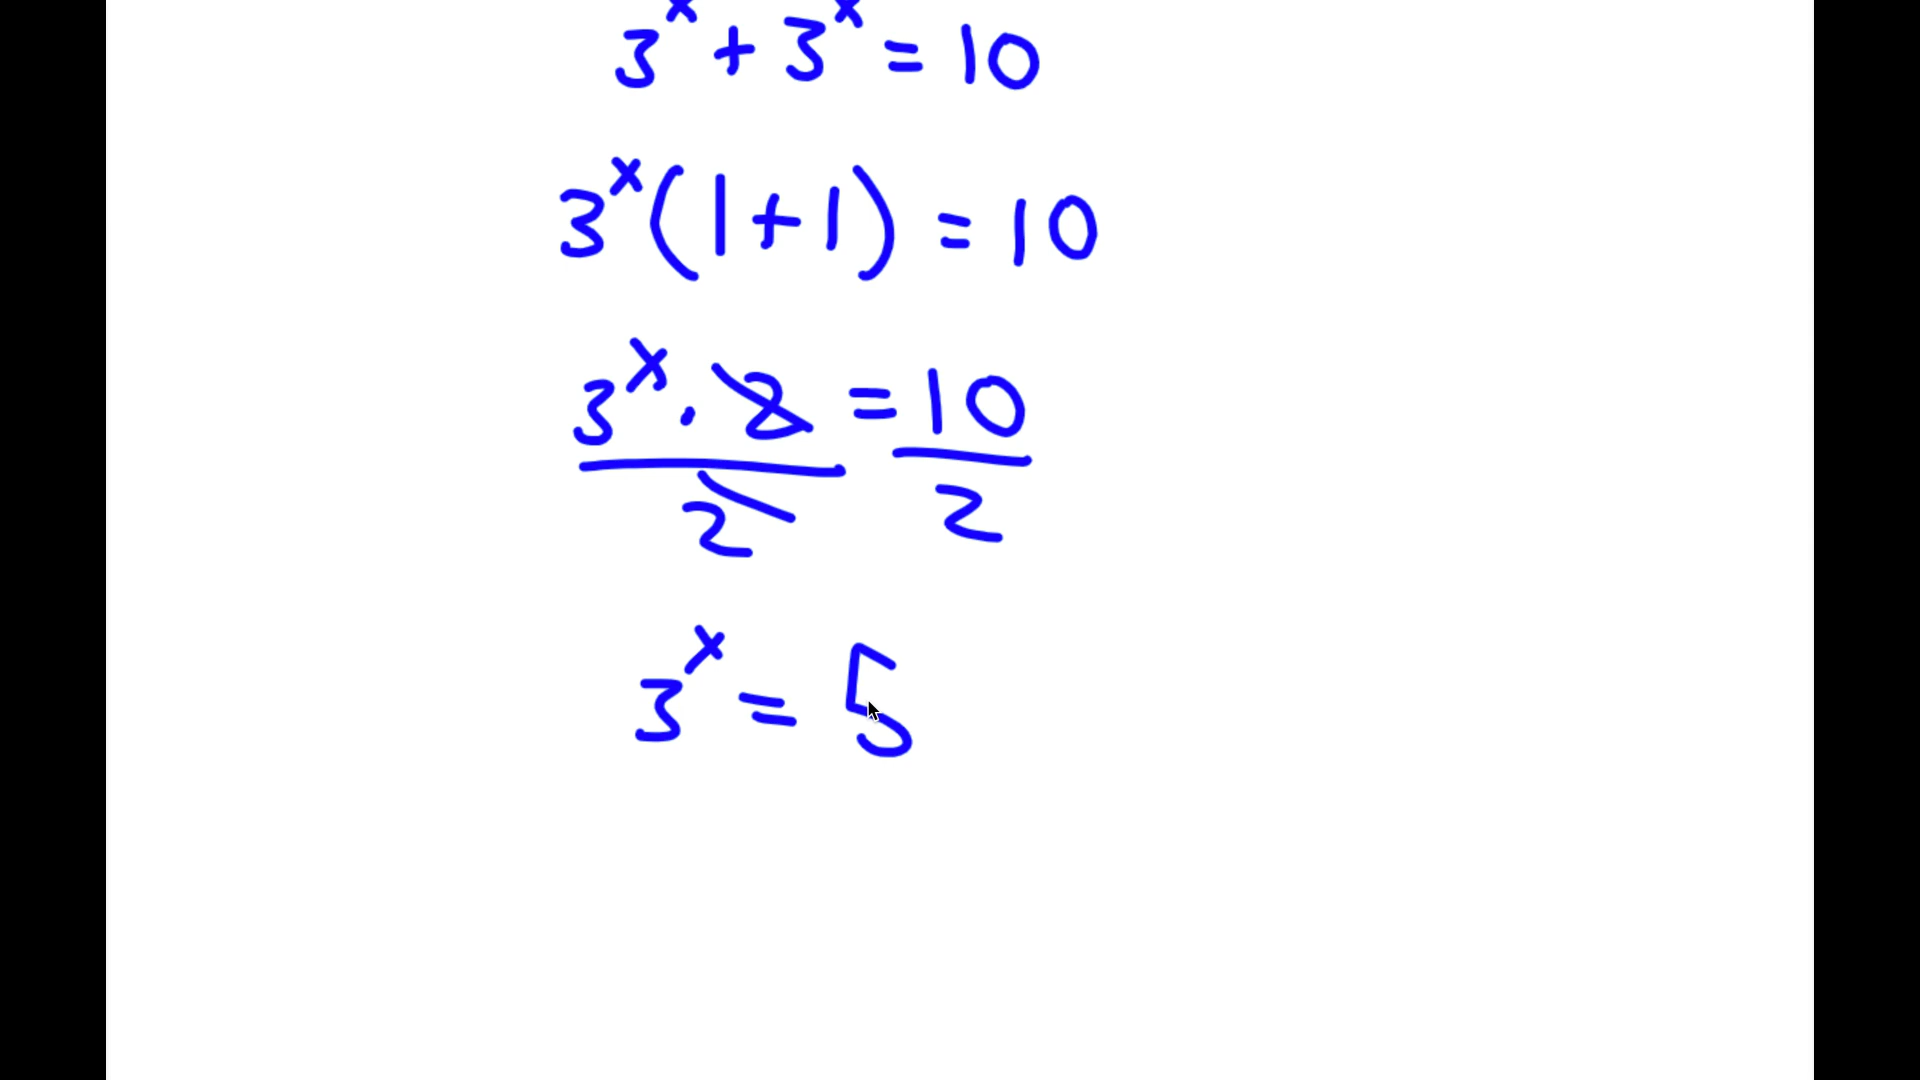 3^x + 3^x = 10
3^x (1 + 1) = 10
3^x · 2 = 10
2 2
3^x = 5